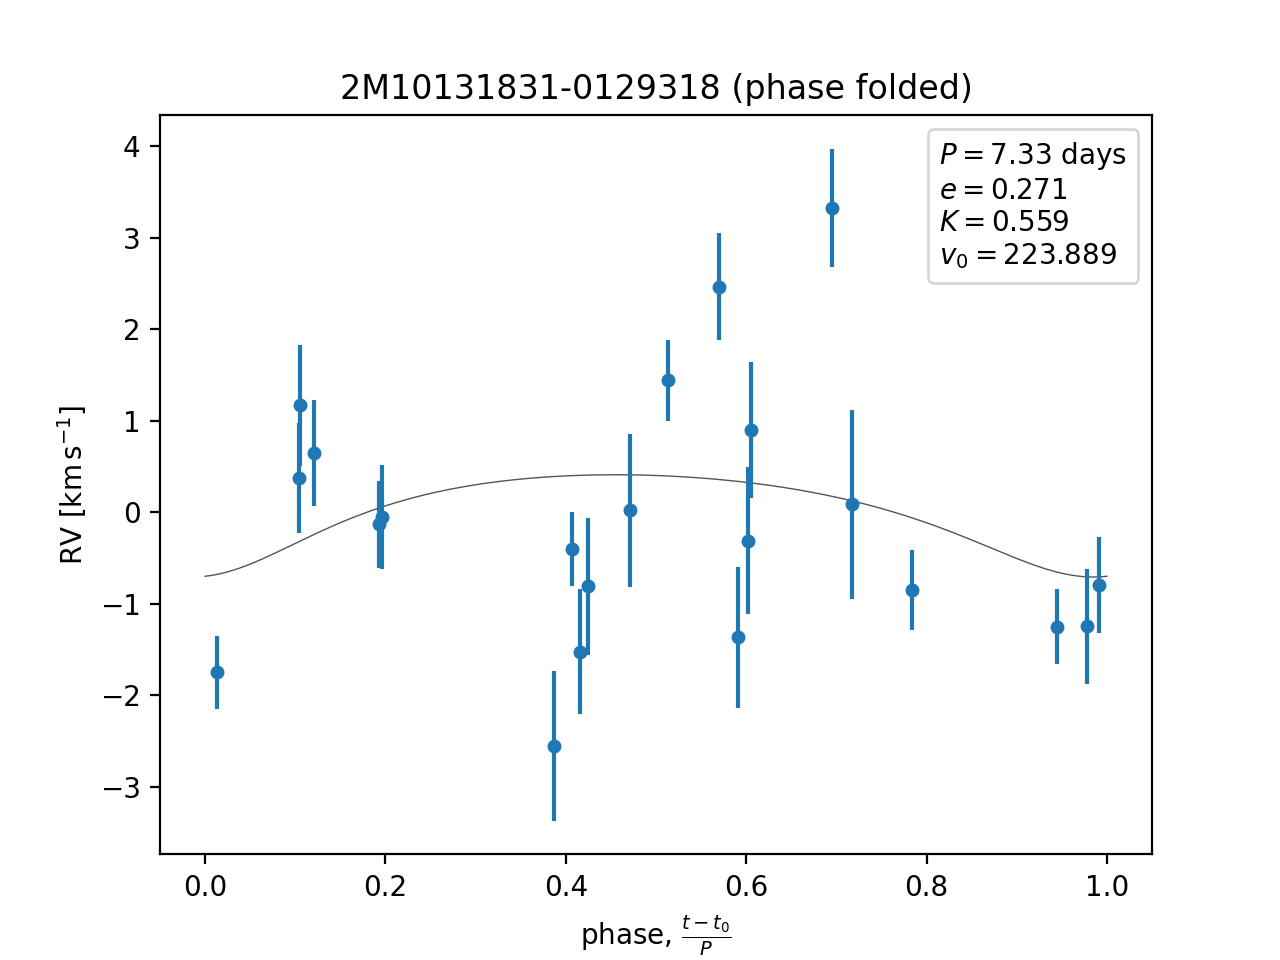 2M10131831-0129318 (phase folded)
P = 7.33 days
e = 0.271
K = 0.559
v₀ = 223.889
RV [km s⁻¹]
4
3
2
1
0
−1
−2
−3
0.0 0.2 0.4 0.6 0.8 1.0
phase, (t − t₀)/P